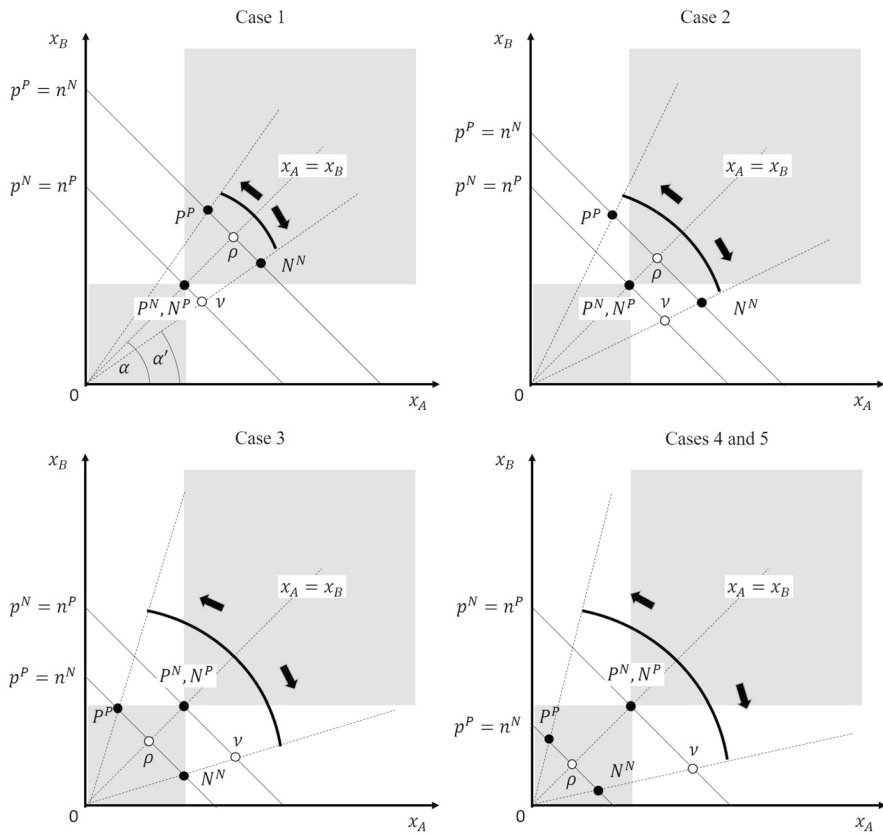 Case 1
x_B
p^P = n^N
p^N = n^P
x_A = x_B
P^P
ρ
N^N
P^N, N^P
ν
α
α′
0
x_A
Case 2
x_B
p^P = n^N
p^N = n^P
x_A = x_B
P^P
ρ
P^N, N^P
ν
N^N
0
x_A
Case 3
x_B
x_A = x_B
p^N = n^P
P^N, N^P
p^P = n^N
P^P
ρ
ν
N^N
0
x_A
Cases 4 and 5
x_B
x_A = x_B
p^N = n^P
P^N, N^P
p^P = n^N
P^P
ν
ρ
N^N
0
x_A